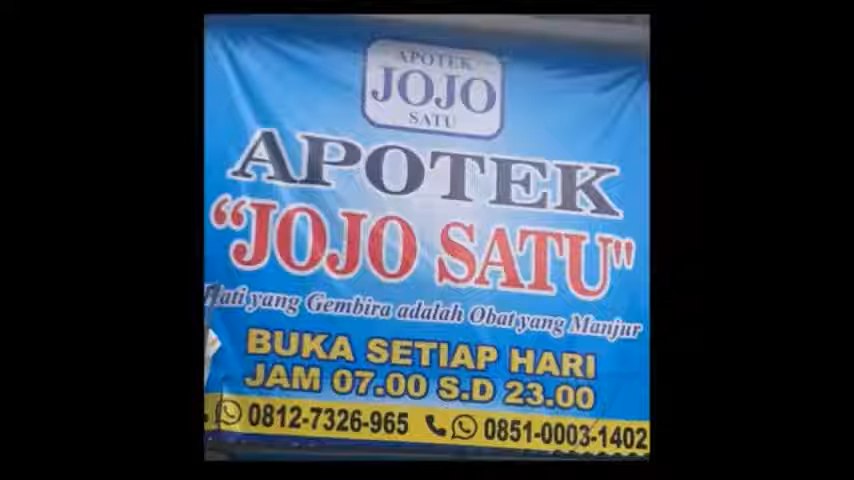 APOTEK
JOJO
SATU
APOTEK
"JOJO SATU"
Hati yang Gembira adalah Obat yang Manjur
BUKA SETIAP HARI
JAM 07.00 S.D 23.00
0812-7326-965 0851-0003-1402